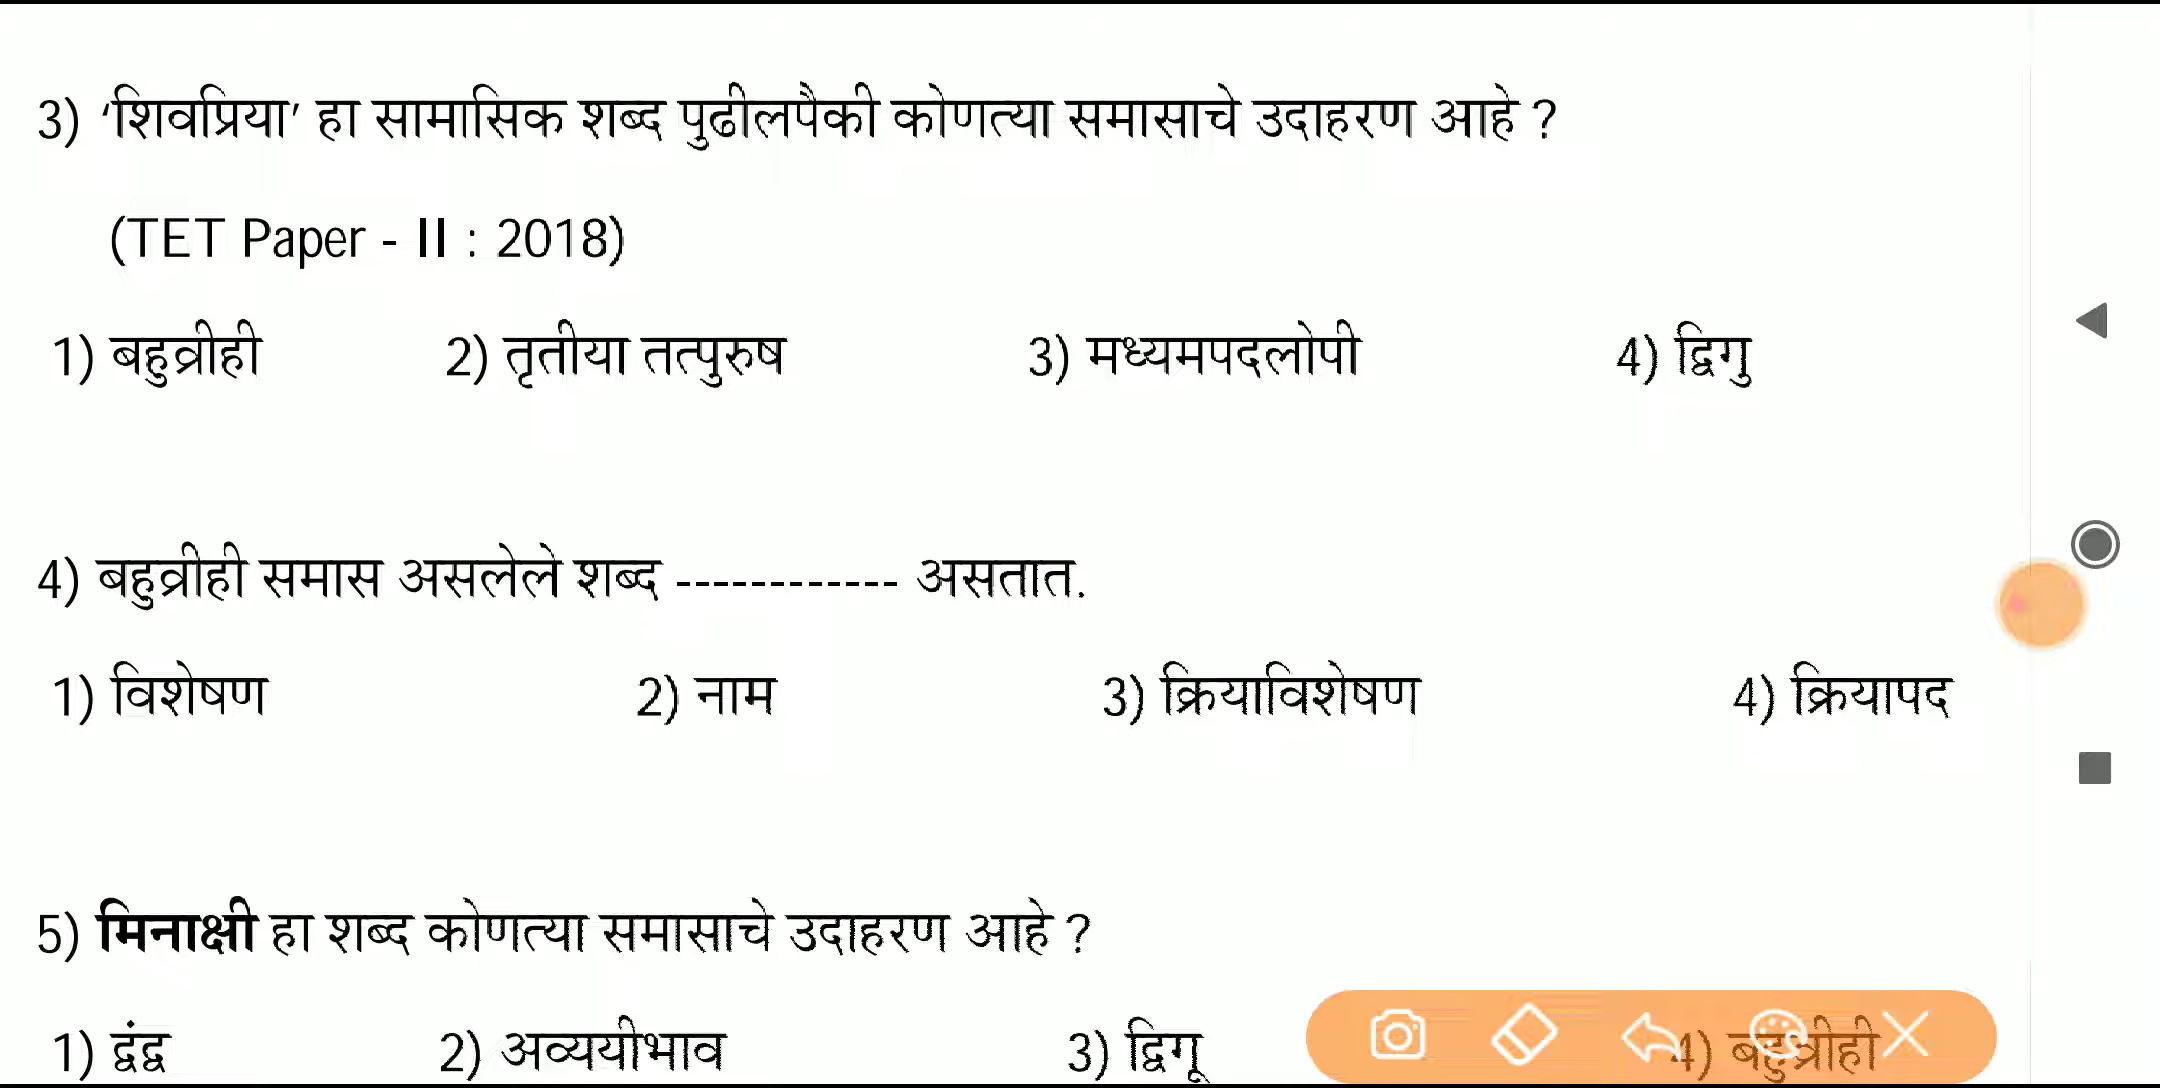 3) ‘शिवप्रिया’ हा सामासिक शब्द पुढीलपैकी कोणत्या समासाचे उदाहरण आहे ?
(TET Paper - II : 2018)
1) बहुव्रीही 2) तृतीया तत्पुरुष 3) मध्यमपदलोपी 4) द्विगु
4) बहुव्रीही समास असलेले शब्द ------------ असतात.
1) विशेषण 2) नाम 3) क्रियाविशेषण 4) क्रियापद
5) मिनाक्षी हा शब्द कोणत्या समासाचे उदाहरण आहे ?
1) द्वंद्व 2) अव्ययीभाव 3) द्विगू 4) बहुव्रीही